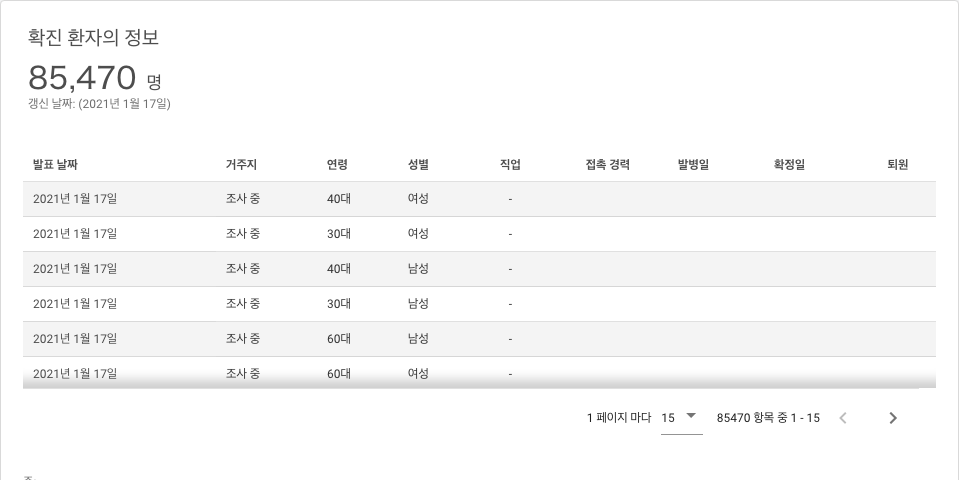 확진 환자의 정보
85,470 명
갱신 날짜: (2021년 1월 17일)
발표 날짜 거주지 연령 성별 직업 접촉 경력 발병일 확정일 퇴원
2021년 1월 17일 조사 중 40대 여성 -
2021년 1월 17일 조사 중 30대 여성 -
2021년 1월 17일 조사 중 40대 남성 -
2021년 1월 17일 조사 중 30대 남성 -
2021년 1월 17일 조사 중 60대 남성 -
2021년 1월 17일 조사 중 60대 여성 -
1 페이지 마다 15 85470 항목 중 1 - 15